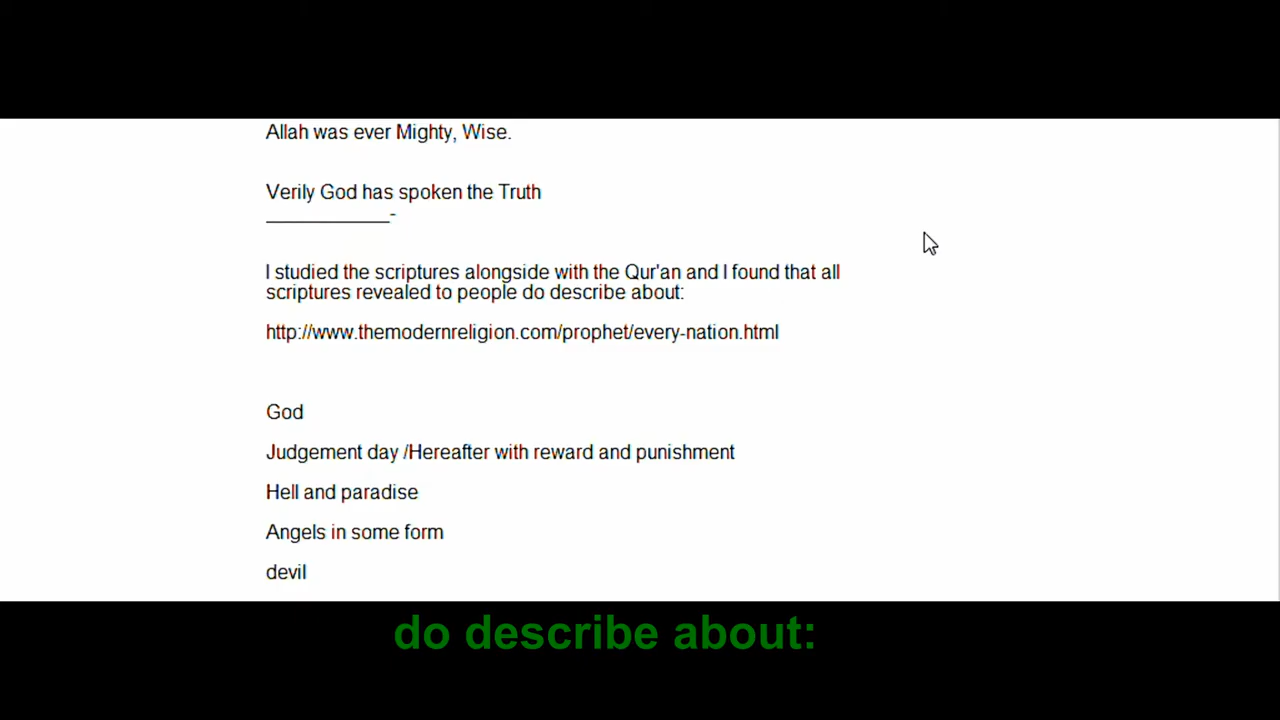 Allah was ever Mighty, Wise.
Verily God has spoken the Truth
___________-
I studied the scriptures alongside with the Qur'an and I found that all
scriptures revealed to people do describe about:
http://www.themodernreligion.com/prophet/every-nation.html
God
Judgement day /Hereafter with reward and punishment
Hell and paradise
Angels in some form
devil
do describe about: